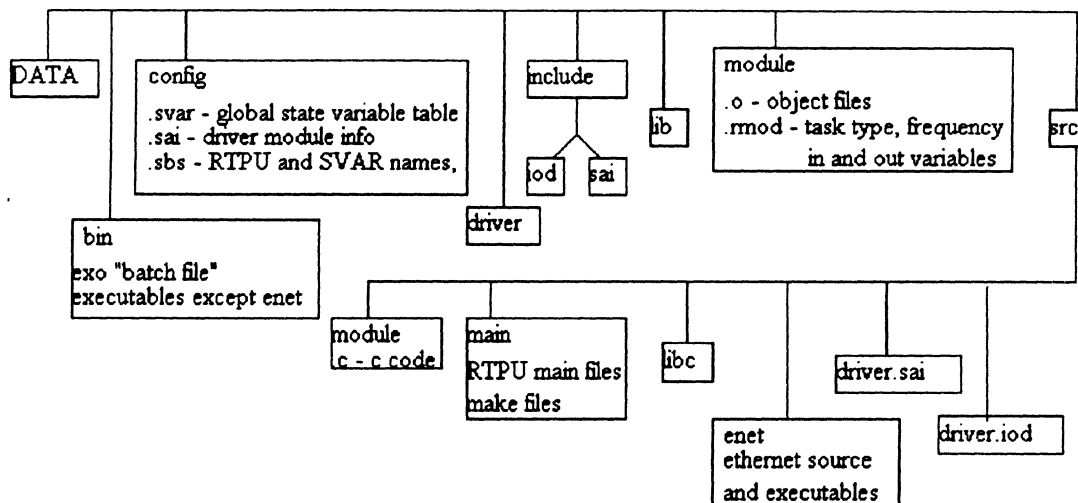 DATA
config
.svar - global state variable table
.sai - driver module info
.sbs - RTPU and SVAR names,
include
iod
sai
lib
module
.o - object files
.rmod - task type, frequency
in and out variables
src
driver
bin
exo "batch file"
executables except enet
module
.c - c code
main
RTPU main files
make files
libc
driver.sai
driver.iod
enet
ethernet source
and executables